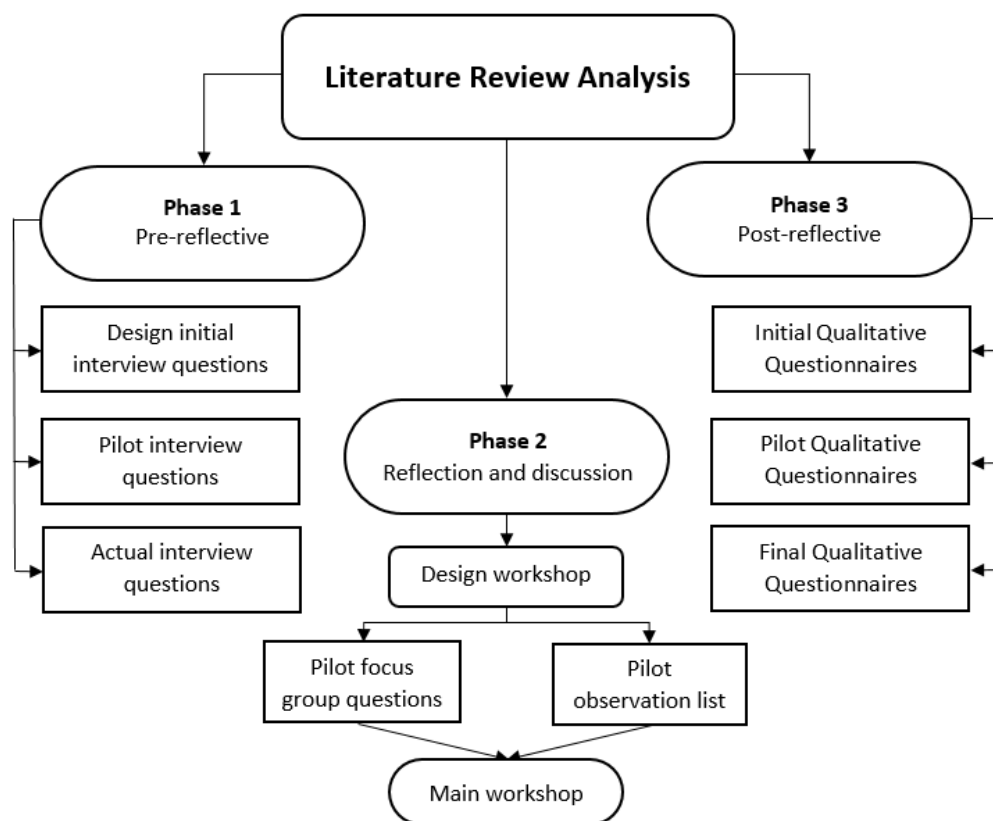 Literature Review Analysis
Phase 1
Pre-reflective
Design initial
interview questions
Pilot interview
questions
Actual interview
questions
Phase 2
Reflection and discussion
Design workshop
Pilot focus
group questions
Pilot
observation list
Main workshop
Phase 3
Post-reflective
Initial Qualitative
Questionnaires
Pilot Qualitative
Questionnaires
Final Qualitative
Questionnaires